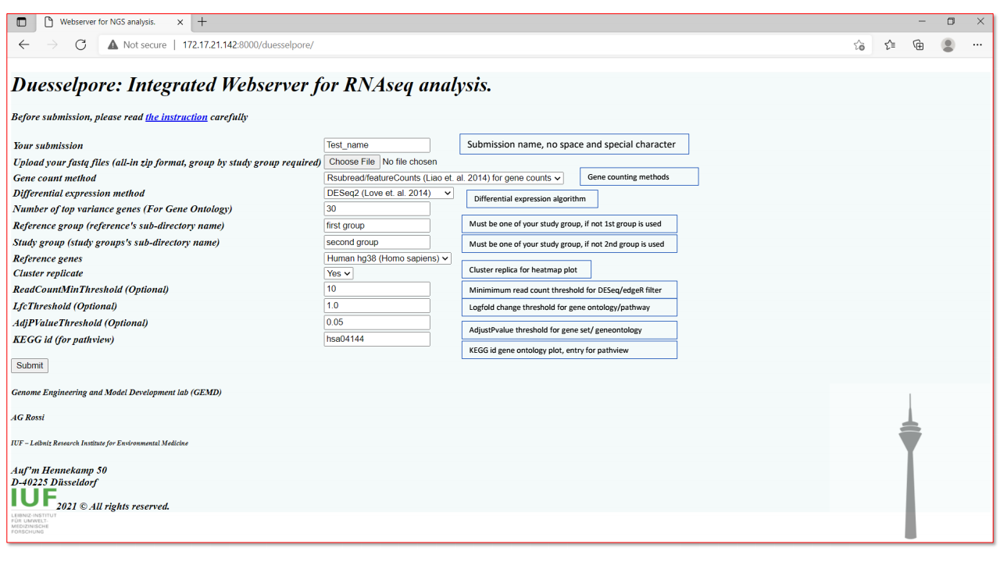 Webserver for NGS analysis.
Not secure | 172.17.21.142:8000/duesselpore/
Duesselpore: Integrated Webserver for RNAseq analysis.
Before submission, please read the instruction carefully
Your submission Test_name Submission name, no space and special character
Upload your fastq files (all-in zip format, group by study group required) Choose File No file chosen
Gene count method Rsubread/featureCounts (Liao et. al. 2014) for gene counts Gene counting methods
Differential expression method DESeq2 (Love et. al. 2014) Differential expression algorithm
Number of top variance genes (For Gene Ontology) 30
Reference group (reference's sub-directory name) first group Must be one of your study group, if not 1st group is used
Study group (study groups's sub-directory name) second group Must be one of your study group, if not 2nd group is used
Reference genes Human hg38 (Homo sapiens)
Cluster replicate Yes Cluster replica for heatmap plot
ReadCountMinThreshold (Optional) 10 Minimimum read count threshold for DESeq/edgeR filter
LfcThreshold (Optional) 1.0 Logfold change threshold for gene ontology/pathway
AdjPValueThreshold (Optional) 0.05 AdjustPvalue threshold for gene set/ geneontology
KEGG id (for pathview) hsa04144 KEGG id gene ontology plot, entry for pathview
Submit
Genome Engineering and Model Development lab (GEMD)
AG Rossi
IUF – Leibniz Research Institute for Environmental Medicine
Auf'm Hennekamp 50
D-40225 Düsseldorf
IUF 2021 © All rights reserved.
LEIBNIZ-INSTITUT
FÜR UMWELT-
MEDIZINISCHE
FORSCHUNG